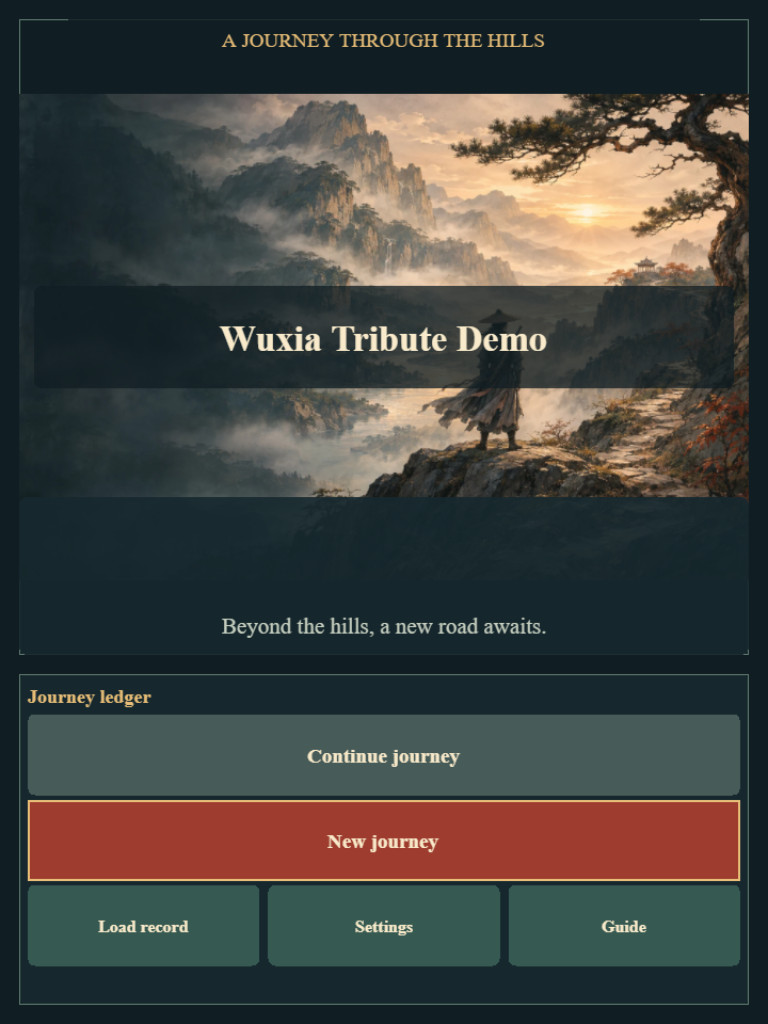 A JOURNEY THROUGH THE HILLS
Wuxia Tribute Demo
Beyond the hills, a new road awaits.
Journey ledger
Continue journey
New journey
Load record
Settings
Guide